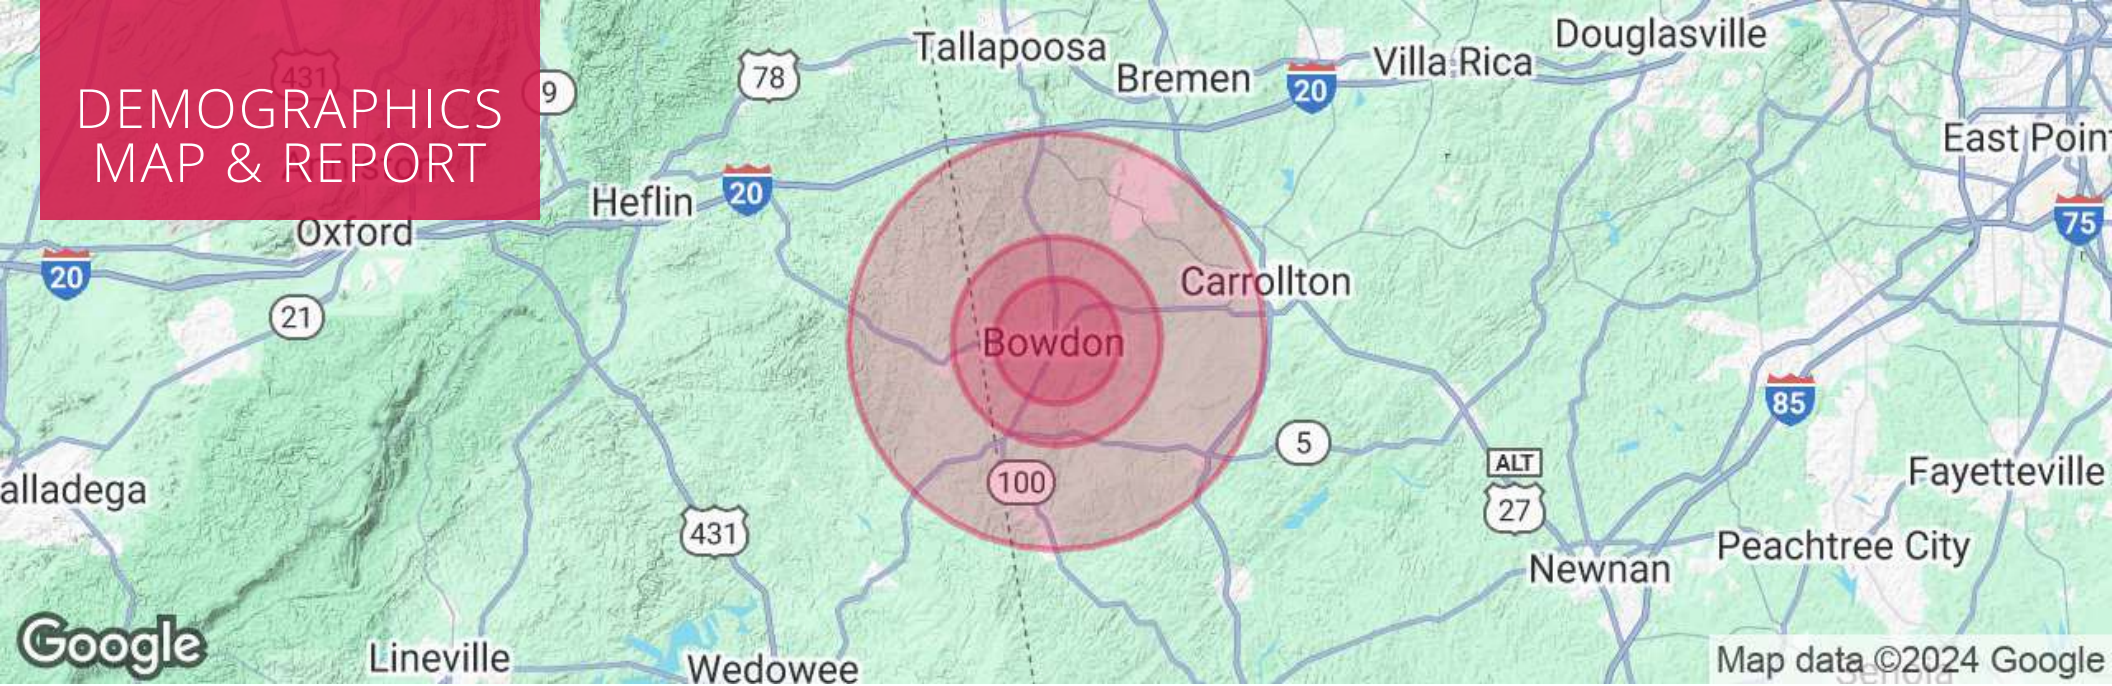 DEMOGRAPHICS
MAP & REPORT
431
9
78
Tallapoosa
Bremen
20
Villa Rica
Douglasville
East Poin
Heflin
20
Oxford
20
75
21
Carrollton
Bowdon
85
5
100
ALT
27
alladega
431
Fayetteville
Peachtree City
Newnan
Google
Lineville
Wedowee
Map data ©2024 Google